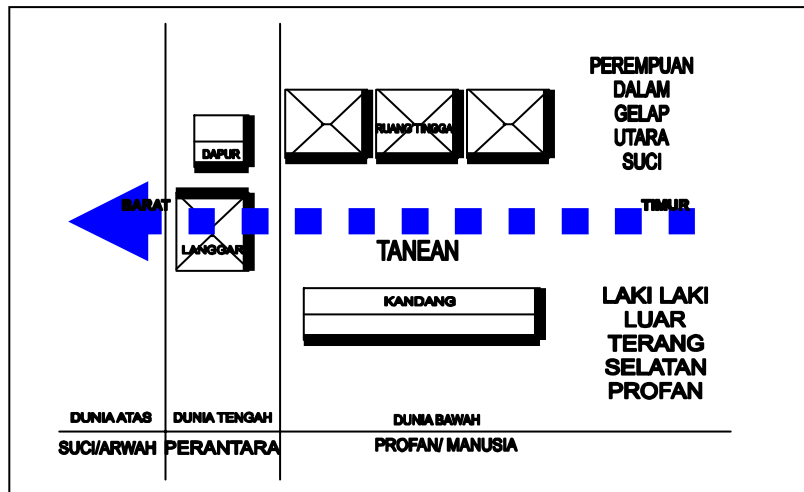 PEREMPUAN
DALAM
GELAP
UTARA
SUCI
RUANG TINGGA
DAPUR
BARAT
TIMUR
LANGGAR
TANEAN
KANDANG
LAKI LAKI
LUAR
TERANG
SELATAN
PROFAN
DUNIA ATAS
DUNIA TENGAH
DUNIA BAWAH
SUCI/ARWAH
PERANTARA
PROFAN/ MANUSIA